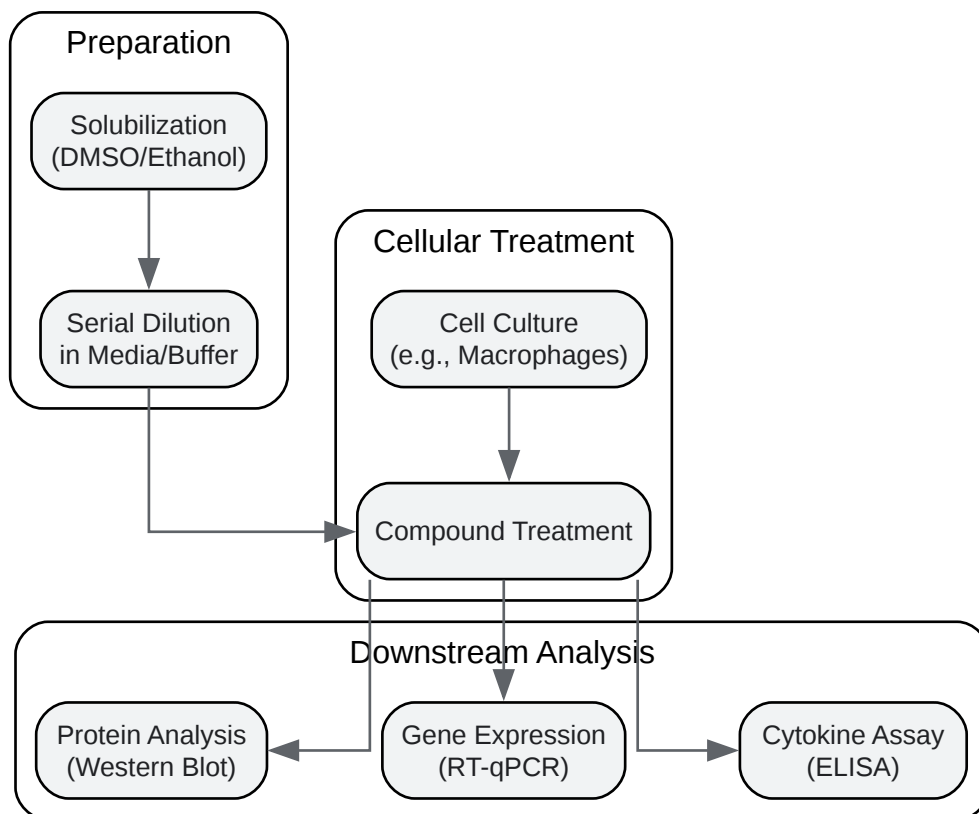 Preparation
Solubilization
(DMSO/Ethanol)
Serial Dilution
in Media/Buffer
Cellular Treatment
Cell Culture
(e.g., Macrophages)
Compound Treatment
Downstream Analysis
Protein Analysis
(Western Blot)
Gene Expression
(RT-qPCR)
Cytokine Assay
(ELISA)